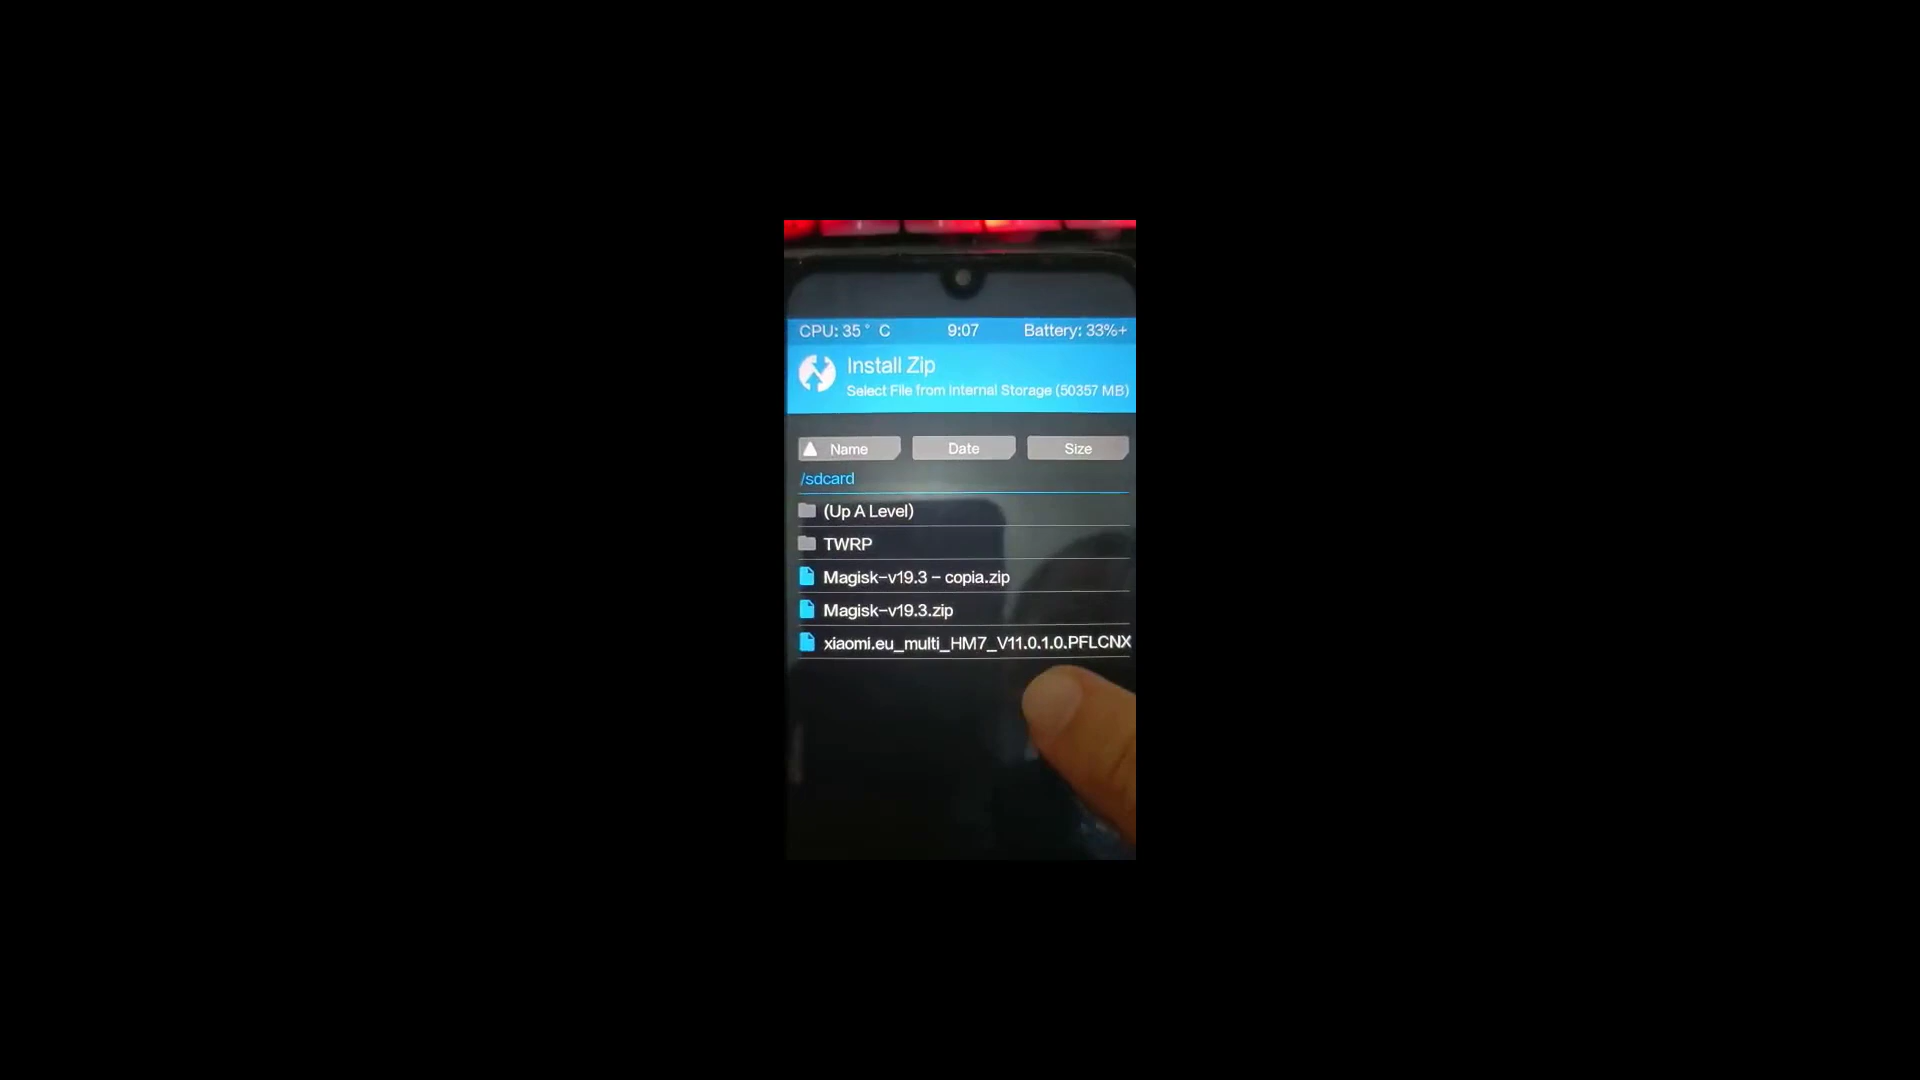 CPU: 35 ° C 9:07 Battery: 33%+
Install Zip
Select File from Internal Storage (50357 MB)
Name Date Size
/sdcard
(Up A Level)
TWRP
Magisk-v19.3 - copia.zip
Magisk-v19.3.zip
xiaomi.eu_multi_HM7_V11.0.1.0.PFLCNX